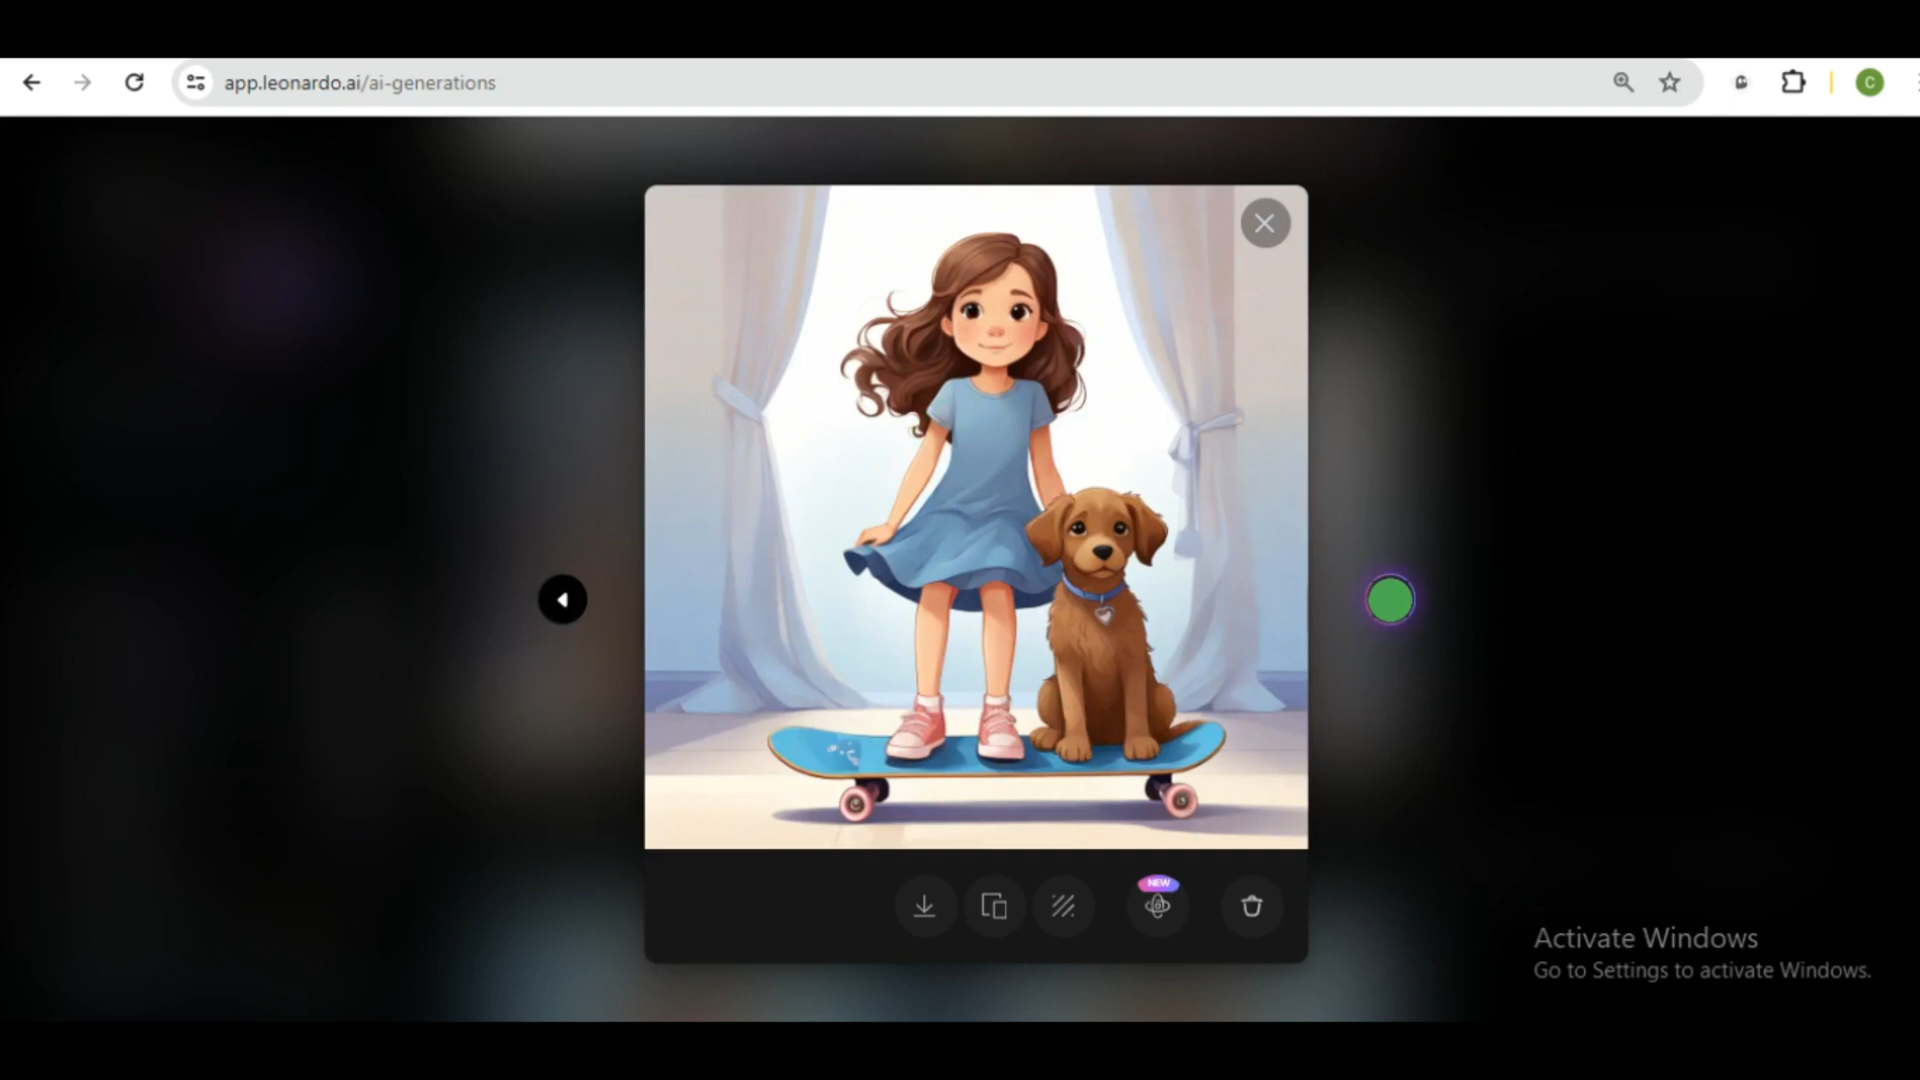 app.leonardo.ai/ai-generations
C
NEW
Activate Windows
Go to Settings to activate Windows.